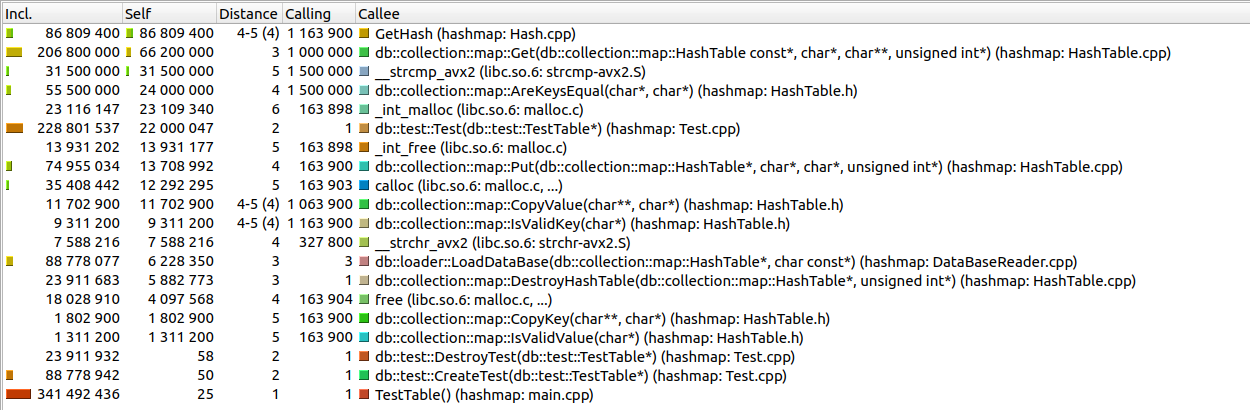 Incl. Self Distance Calling Callee
86 809 400 86 809 400 4-5 (4) 1 163 900 GetHash (hashmap: Hash.cpp)
206 800 000 66 200 000 3 1 000 000 db::collection::map::Get(db::collection::map::HashTable const*, char*, char**, unsigned int*) (hashmap: HashTable.cpp)
31 500 000 31 500 000 5 1 500 000 __strcmp_avx2 (libc.so.6: strcmp-avx2.S)
55 500 000 24 000 000 4 1 500 000 db::collection::map::AreKeysEqual(char*, char*) (hashmap: HashTable.h)
23 116 147 23 109 340 6 163 898 _int_malloc (libc.so.6: malloc.c)
228 801 537 22 000 047 2 1 db::test::Test(db::test::TestTable*) (hashmap: Test.cpp)
13 931 202 13 931 177 5 163 898 _int_free (libc.so.6: malloc.c)
74 955 034 13 708 992 4 163 900 db::collection::map::Put(db::collection::map::HashTable*, char*, char*, unsigned int*) (hashmap: HashTable.cpp)
35 408 442 12 292 295 5 163 903 calloc (libc.so.6: malloc.c, ...)
11 702 900 11 702 900 4-5 (4) 1 063 900 db::collection::map::CopyValue(char**, char*) (hashmap: HashTable.h)
9 311 200 9 311 200 4-5 (4) 1 163 900 db::collection::map::IsValidKey(char*) (hashmap: HashTable.h)
7 588 216 7 588 216 4 327 800 __strchr_avx2 (libc.so.6: strchr-avx2.S)
88 778 077 6 228 350 3 3 db::loader::LoadDataBase(db::collection::map::HashTable*, char const*) (hashmap: DataBaseReader.cpp)
23 911 683 5 882 773 3 1 db::collection::map::DestroyHashTable(db::collection::map::HashTable*, unsigned int*) (hashmap: HashTable.cpp)
18 028 910 4 097 568 4 163 904 free (libc.so.6: malloc.c, ...)
1 802 900 1 802 900 5 163 900 db::collection::map::CopyKey(char**, char*) (hashmap: HashTable.h)
1 311 200 1 311 200 5 163 900 db::collection::map::IsValidValue(char*) (hashmap: HashTable.h)
23 911 932 58 2 1 db::test::DestroyTest(db::test::TestTable*) (hashmap: Test.cpp)
88 778 942 50 2 1 db::test::CreateTest(db::test::TestTable*) (hashmap: Test.cpp)
341 492 436 25 1 1 TestTable() (hashmap: main.cpp)